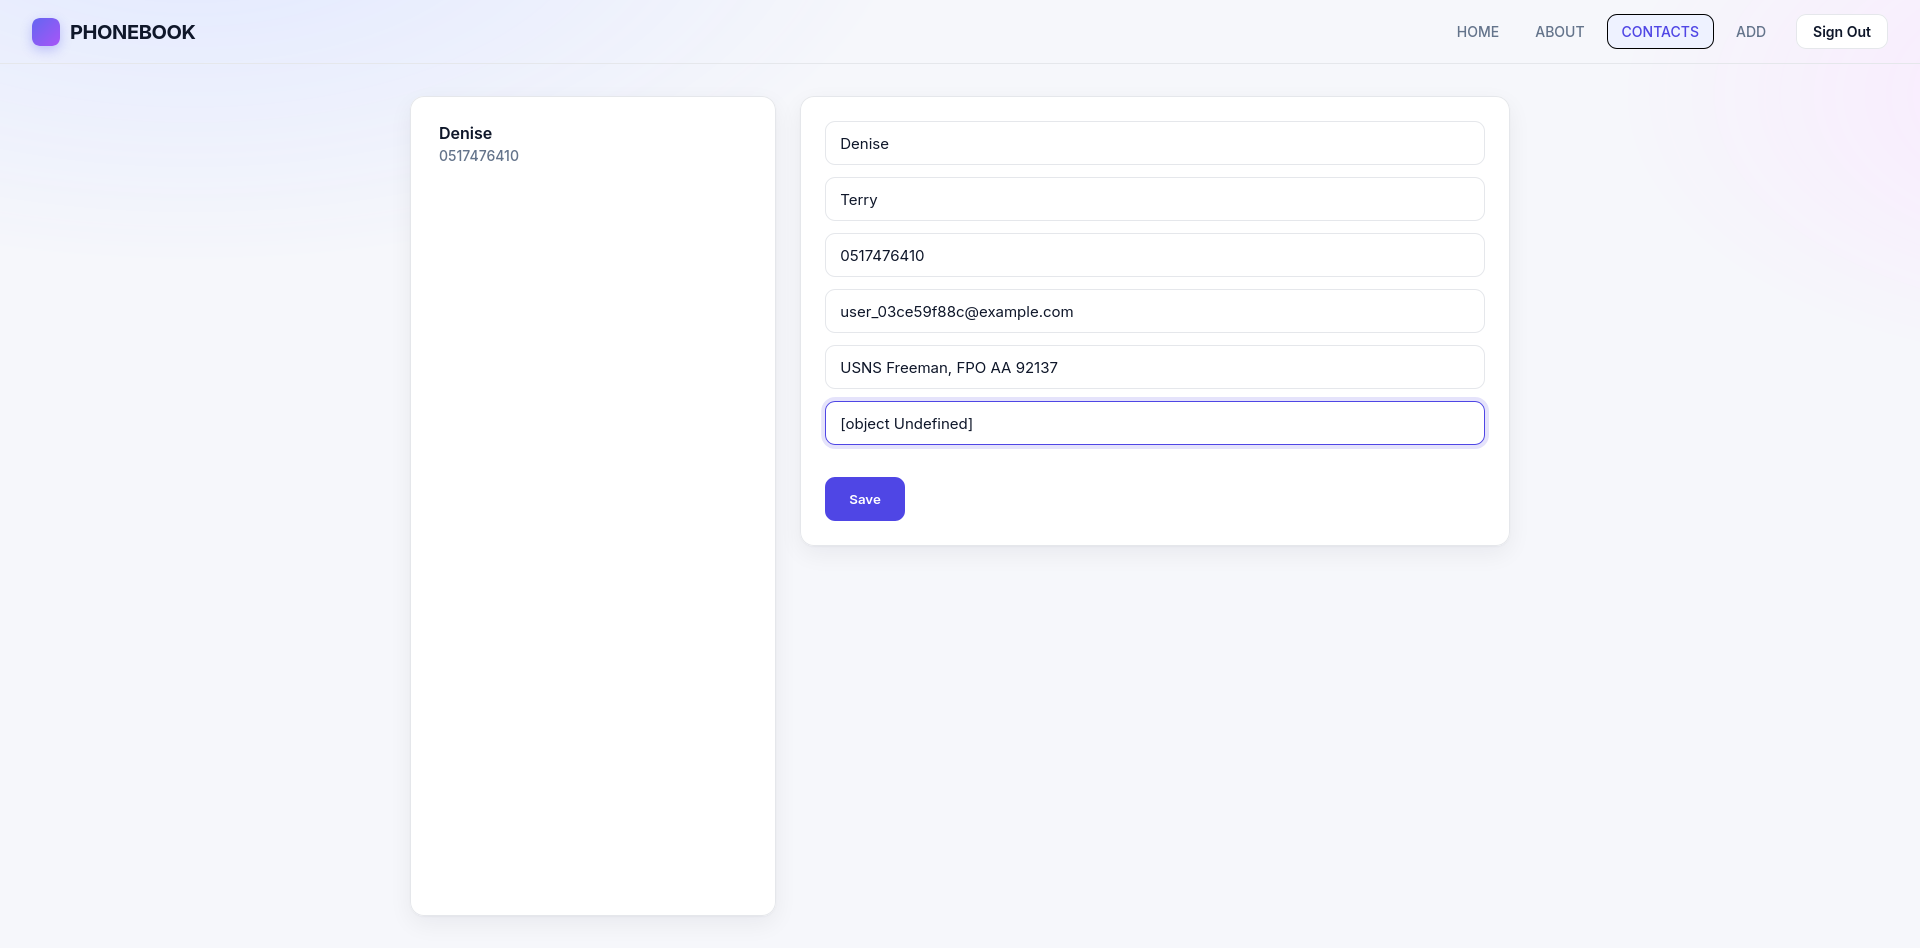 PHONEBOOK
HOME
ABOUT
CONTACTS
ADD
Sign Out
Denise
0517476410
Denise
Terry
0517476410
user_03ce59f88c@example.com
USNS Freeman, FPO AA 92137
[object Undefined]
Save